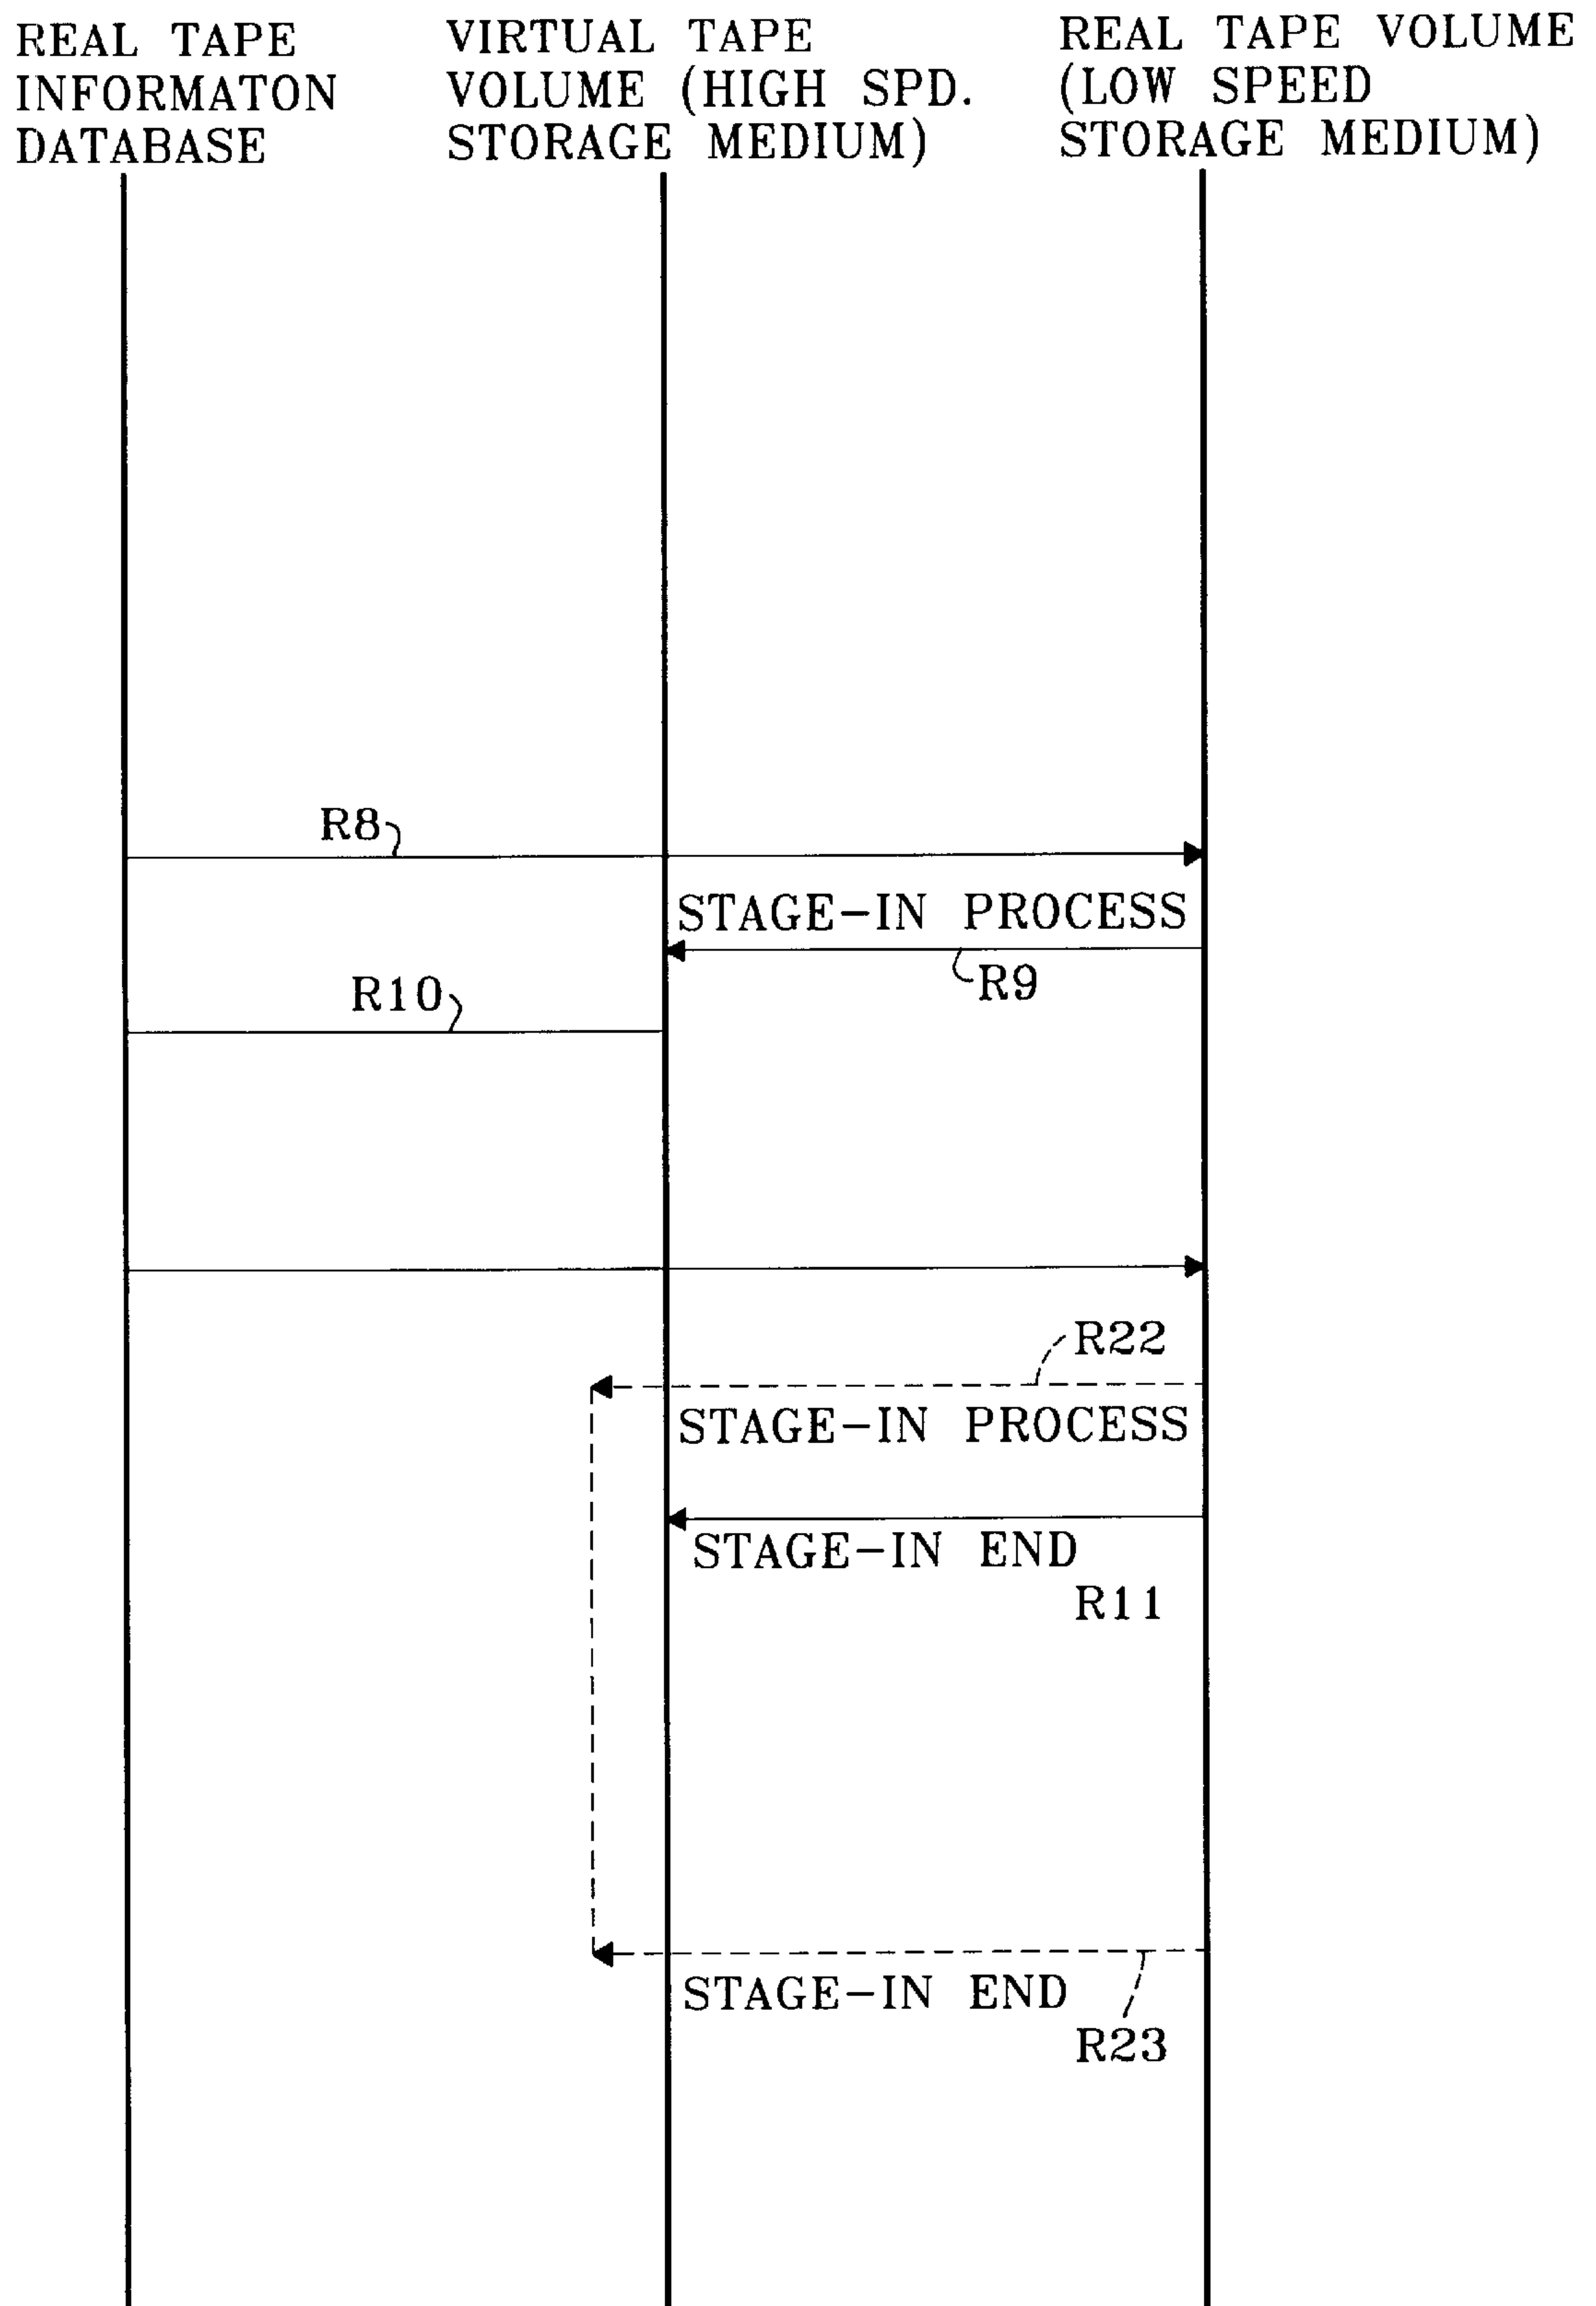 REAL TAPE
INFORMATON
DATABASE
VIRTUAL TAPE
VOLUME (HIGH SPD.
STORAGE MEDIUM)
REAL TAPE VOLUME
(LOW SPEED
STORAGE MEDIUM)
R8
STAGE-IN PROCESS
R9
R10
R22
STAGE-IN PROCESS
STAGE-IN END
R11
STAGE-IN END
R23